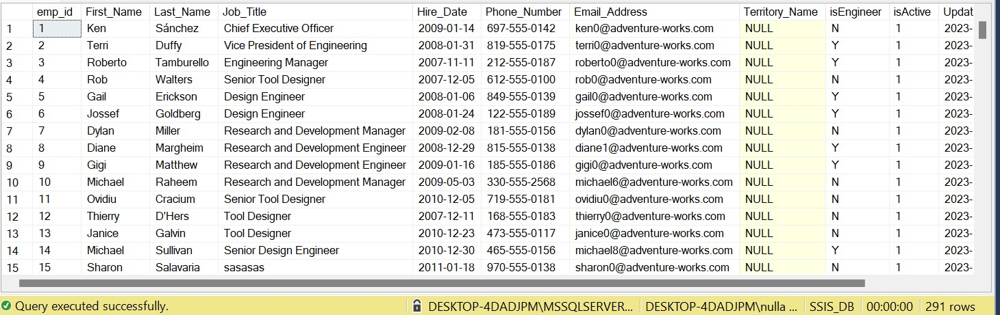 emp_id First_Name Last_Name Job_Title Hire_Date Phone_Number Email_Address Territory_Name isEngineer isActive Updat
1 1 Ken Sánchez Chief Executive Officer 2009-01-14 697-555-0142 ken0@adventure-works.com NULL N 1 2023-
2 2 Terri Duffy Vice President of Engineering 2008-01-31 819-555-0175 terri0@adventure-works.com NULL Y 1 2023-
3 3 Roberto Tamburello Engineering Manager 2007-11-11 212-555-0187 roberto0@adventure-works.com NULL Y 1 2023-
4 4 Rob Walters Senior Tool Designer 2007-12-05 612-555-0100 rob0@adventure-works.com NULL N 1 2023-
5 5 Gail Erickson Design Engineer 2008-01-06 849-555-0139 gail0@adventure-works.com NULL Y 1 2023-
6 6 Jossef Goldberg Design Engineer 2008-01-24 122-555-0189 jossef0@adventure-works.com NULL Y 1 2023-
7 7 Dylan Miller Research and Development Manager 2009-02-08 181-555-0156 dylan0@adventure-works.com NULL N 1 2023-
8 8 Diane Margheim Research and Development Engineer 2008-12-29 815-555-0138 diane1@adventure-works.com NULL Y 1 2023-
9 9 Gigi Matthew Research and Development Engineer 2009-01-16 185-555-0186 gigi0@adventure-works.com NULL Y 1 2023-
10 10 Michael Raheem Research and Development Manager 2009-05-03 330-555-2568 michael6@adventure-works.com NULL N 1 2023-
11 11 Ovidiu Cracium Senior Tool Designer 2010-12-05 719-555-0181 ovidiu0@adventure-works.com NULL N 1 2023-
12 12 Thierry D'Hers Tool Designer 2007-12-11 168-555-0183 thierry0@adventure-works.com NULL N 1 2023-
13 13 Janice Galvin Tool Designer 2010-12-23 473-555-0117 janice0@adventure-works.com NULL N 1 2023-
14 14 Michael Sullivan Senior Design Engineer 2010-12-30 465-555-0156 michael8@adventure-works.com NULL Y 1 2023-
15 15 Sharon Salavaria sasasas 2011-01-18 970-555-0138 sharon0@adventure-works.com NULL N 1 2023-
Query executed successfully. DESKTOP-4DADJPM\MSSQLSERVER... DESKTOP-4DADJPM\nulla ... SSIS_DB 00:00:00 291 rows